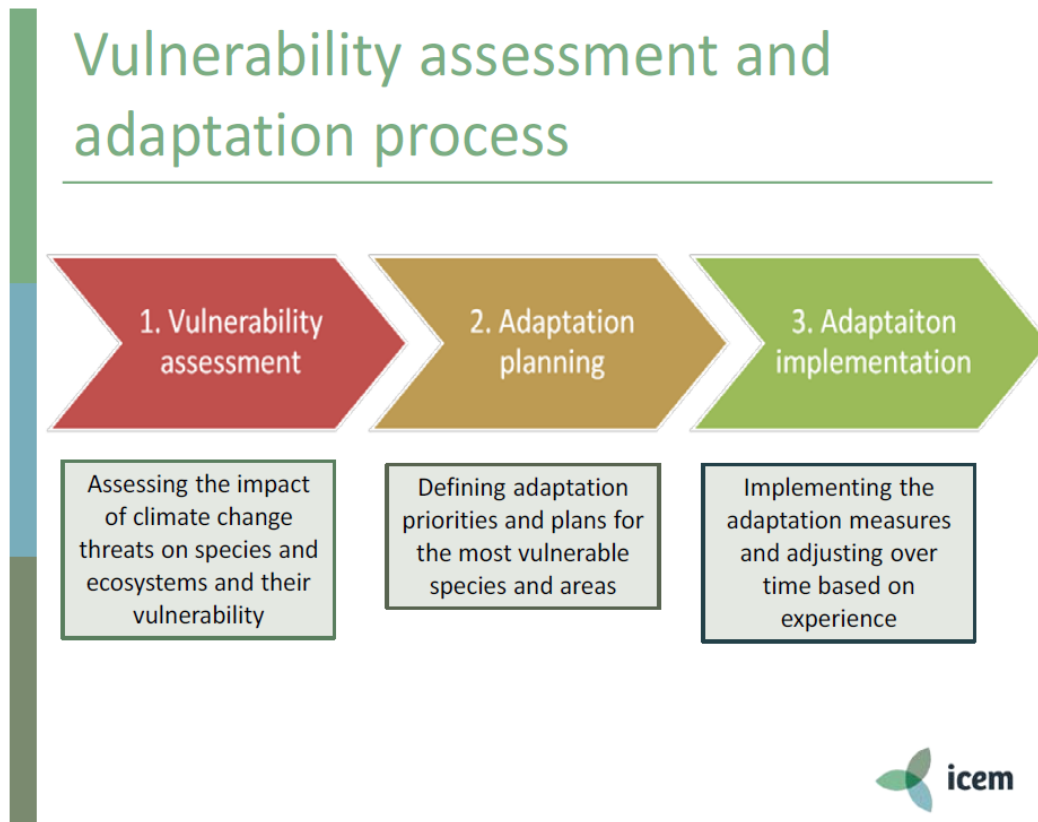 Vulnerability assessment and
adaptation process
1. Vulnerability
assessment
2. Adaptation
planning
3. Adaptaiton
implementation
Assessing the impact
of climate change
threats on species and
ecosystems and their
vulnerability
Defining adaptation
priorities and plans for
the most vulnerable
species and areas
Implementing the
adaptation measures
and adjusting over
time based on
experience
icem